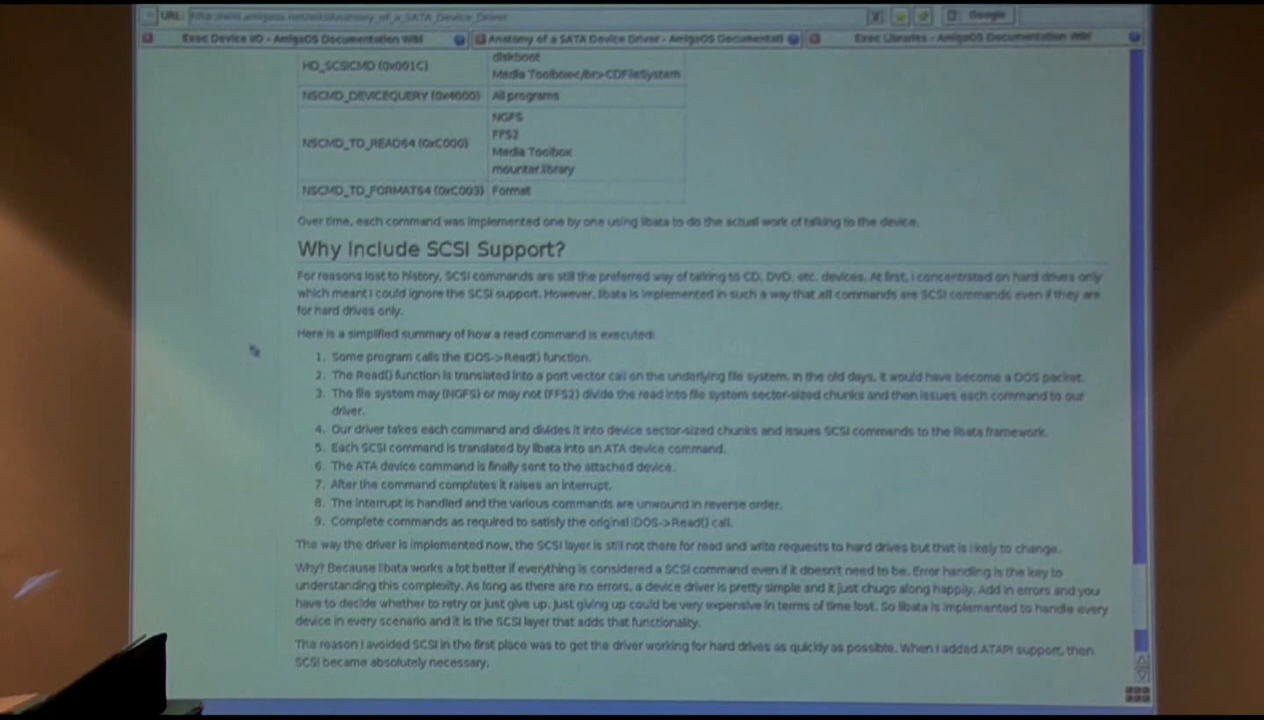 URL: http://wiki.amigaos.net/wiki/Anatomy_of_a_SATA_Device_Driver
Google
Exec Device I/O - AmigaOS Documentation Wiki
Anatomy of a SATA Device Driver - AmigaOS Documentati
Exec Libraries - AmigaOS Documentation Wiki
HD_SCSICMD (0x001C)
diskboot
Media Toolbox</br>CDFileSystem
NSCMD_DEVICEQUERY (0x4000) All programs
NSCMD_TD_READ64 (0xC000)
NGFS
FFS2
Media Toolbox
mounter.library
NSCMD_TD_FORMAT64 (0xC003) Format
Over time, each command was implemented one by one using libata to do the actual work of talking to the device.
Why Include SCSI Support?
For reasons lost to history, SCSI commands are still the preferred way of talking to CD, DVD, etc. devices. At first, I concentrated on hard drives only
which meant I could ignore the SCSI support. However, libata is implemented in such a way that all commands are SCSI commands even if they are
for hard drives only.
Here is a simplified summary of how a read command is executed:
1. Some program calls the IDOS->Read() function.
2. The Read() function is translated into a port vector call on the underlying file system. In the old days, it would have become a DOS packet.
3. The file system may (NGFS) or may not (FFS2) divide the read into file system sector-sized chunks and then issues each command to our
driver.
4. Our driver takes each command and divides it into device sector-sized chunks and issues SCSI commands to the libata framework.
5. Each SCSI command is translated by libata into an ATA device command.
6. The ATA device command is finally sent to the attached device.
7. After the command completes it raises an interrupt.
8. The interrupt is handled and the various commands are unwound in reverse order.
9. Complete commands as required to satisfy the original IDOS->Read() call.
The way the driver is implemented now, the SCSI layer is still not there for read and write requests to hard drives but that is likely to change.
Why? Because libata works a lot better if everything is considered a SCSI command even if it doesn't need to be. Error handling is the key to
understanding this complexity. As long as there are no errors, a device driver is pretty simple and it just chugs along happily. Add in errors and you
have to decide whether to retry or just give up. Just giving up could be very expensive in terms of time lost. So libata is implemented to handle every
device in every scenario and it is the SCSI layer that adds that functionality.
The reason I avoided SCSI in the first place was to get the driver working for hard drives as quickly as possible. When I added ATAPI support, then
SCSI became absolutely necessary.